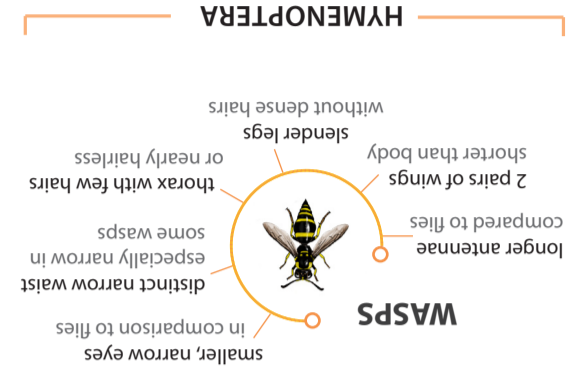 WASPS
smaller, narrow eyes
in comparison to flies
longer antennae
compared to flies
distinct narrow waist
especially narrow in
some wasps
2 pairs of wings
shorter than body
thorax with few hairs
or nearly hairless
slender legs
without dense hairs
HYMENOPTERA